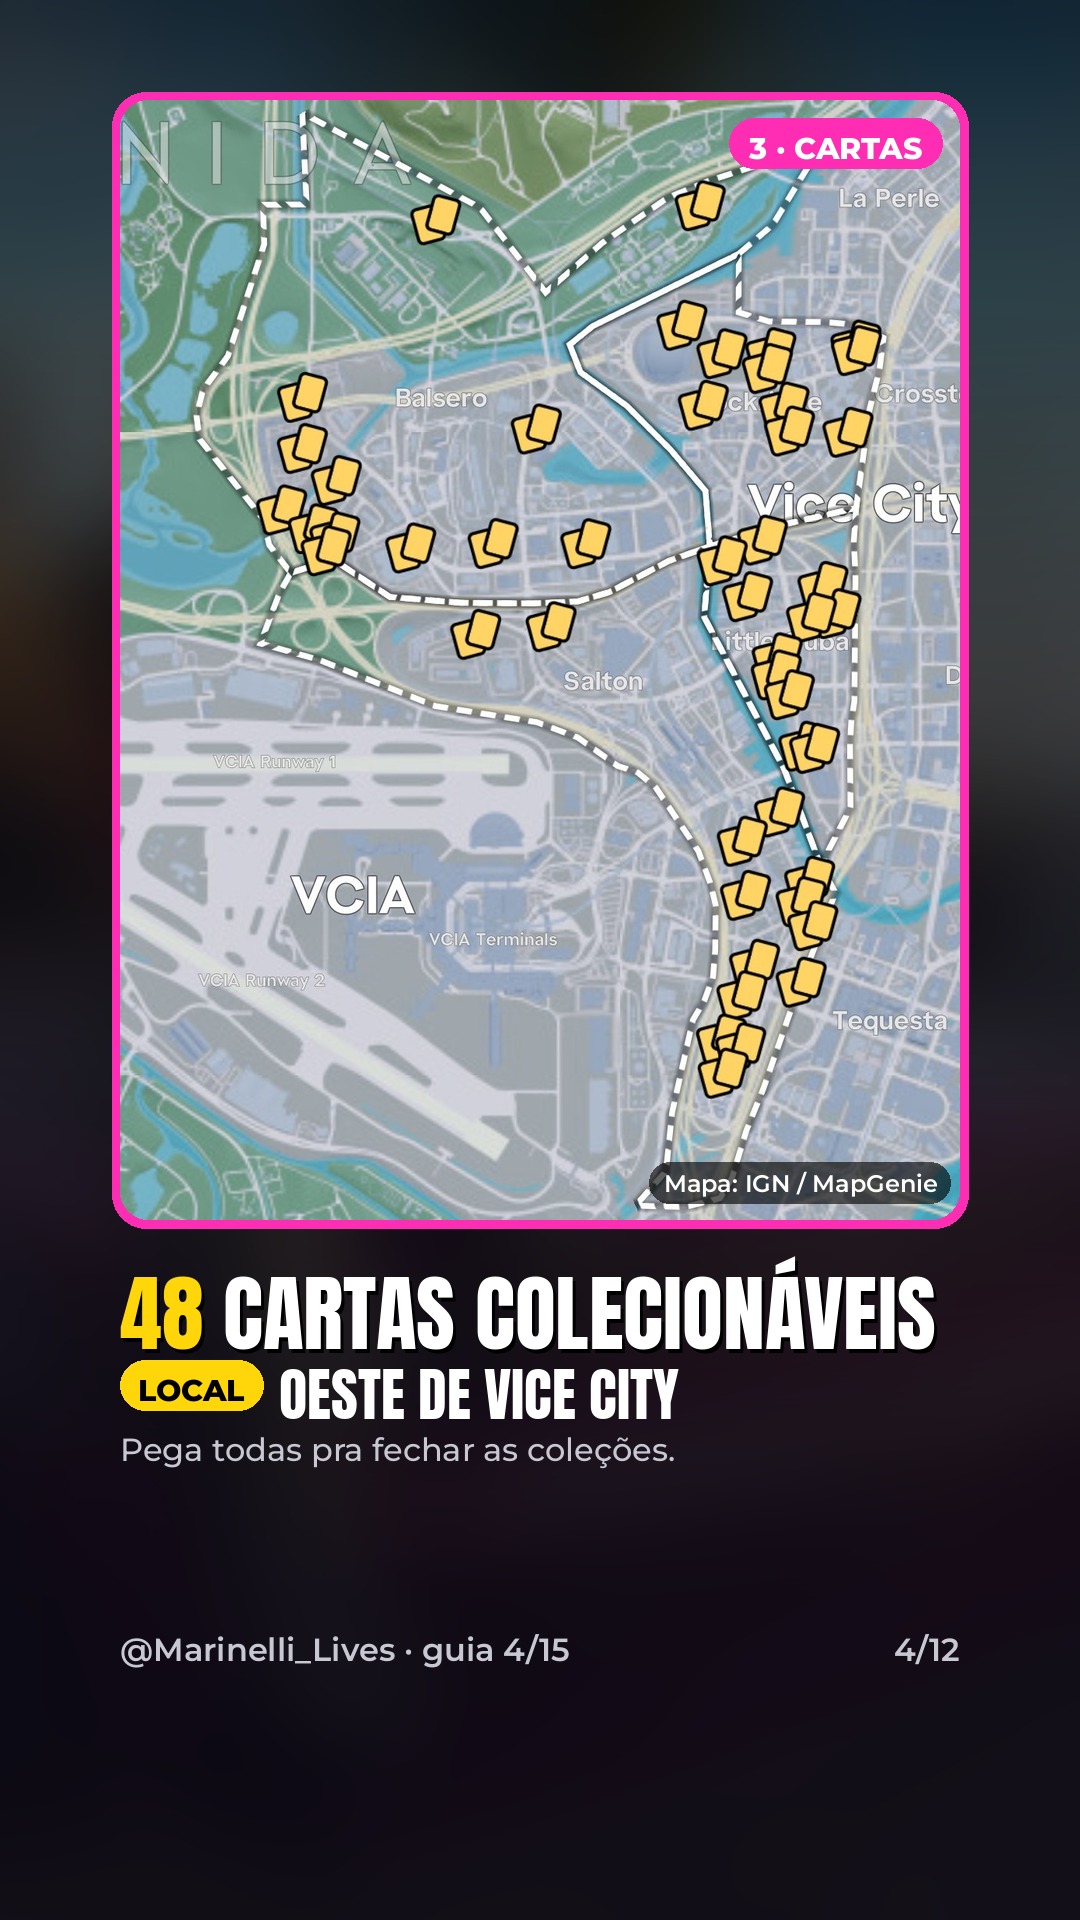 NIDA
3 · CARTAS
La Perle
Balsero
Crosst
Vice City
Salton
VCIA Runway 1
VCIA
VCIA Terminals
VCIA Runway 2
Tequesta
Mapa: IGN / MapGenie
48 CARTAS COLECIONÁVEIS
LOCAL OESTE DE VICE CITY
Pega todas pra fechar as coleções.
@Marinelli_Lives · guia 4/15
4/12